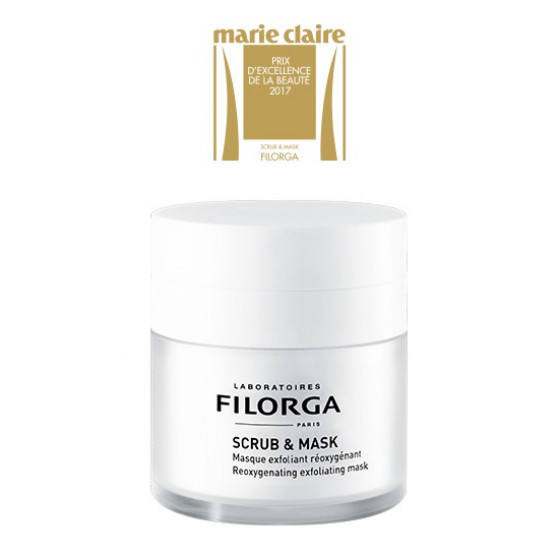 marie claire
PRIX
D'EXCELLENCE
DE LA BEAUTÉ
2017
SCRUB & MASK
FILORGA
LABORATOIRES
FILORGA
PARIS
SCRUB & MASK
Masque exfoliant réoxygénant
Reoxygenating exfoliating mask